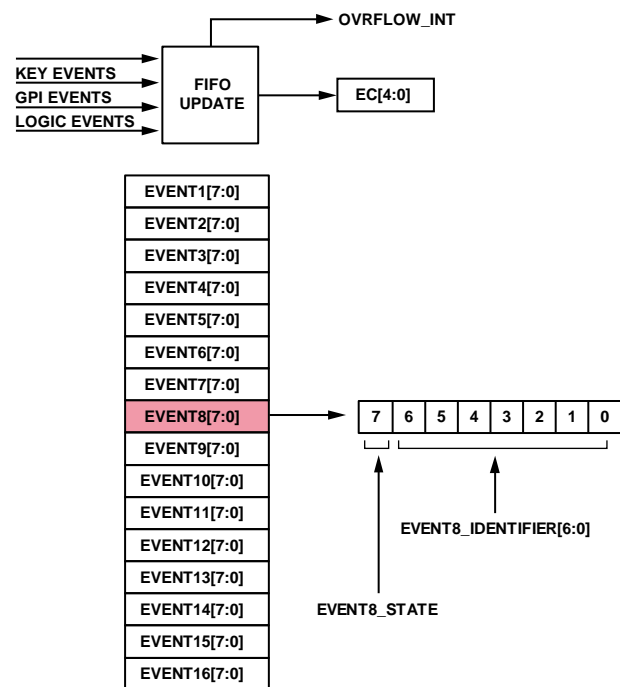 OVRFLOW_INT
KEY EVENTS
GPI EVENTS
LOGIC EVENTS
FIFO
UPDATE
EC[4:0]
EVENT1[7:0]
EVENT2[7:0]
EVENT3[7:0]
EVENT4[7:0]
EVENT5[7:0]
EVENT6[7:0]
EVENT7[7:0]
EVENT8[7:0]
7 6 5 4 3 2 1 0
EVENT9[7:0]
EVENT10[7:0]
EVENT11[7:0]
EVENT12[7:0]
EVENT13[7:0]
EVENT14[7:0]
EVENT15[7:0]
EVENT16[7:0]
EVENT8_IDENTIFIER[6:0]
EVENT8_STATE